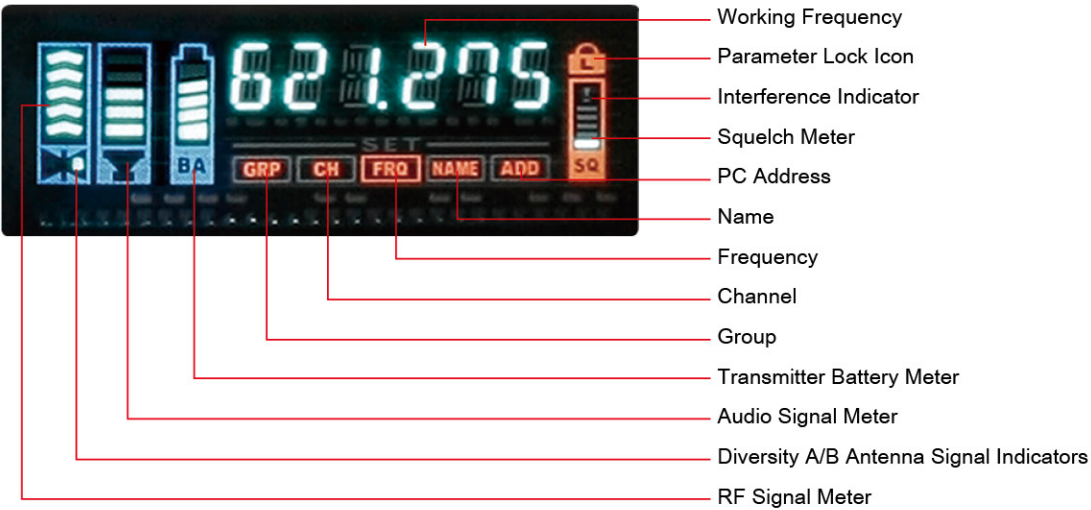 Working Frequency
Parameter Lock Icon
Interference Indicator
Squelch Meter
PC Address
Name
Frequency
Channel
Group
Transmitter Battery Meter
Audio Signal Meter
Diversity A/B Antenna Signal Indicators
RF Signal Meter
621.275
L
SET
BA
GRP
CH
FRQ
NAME
ADD
SQ